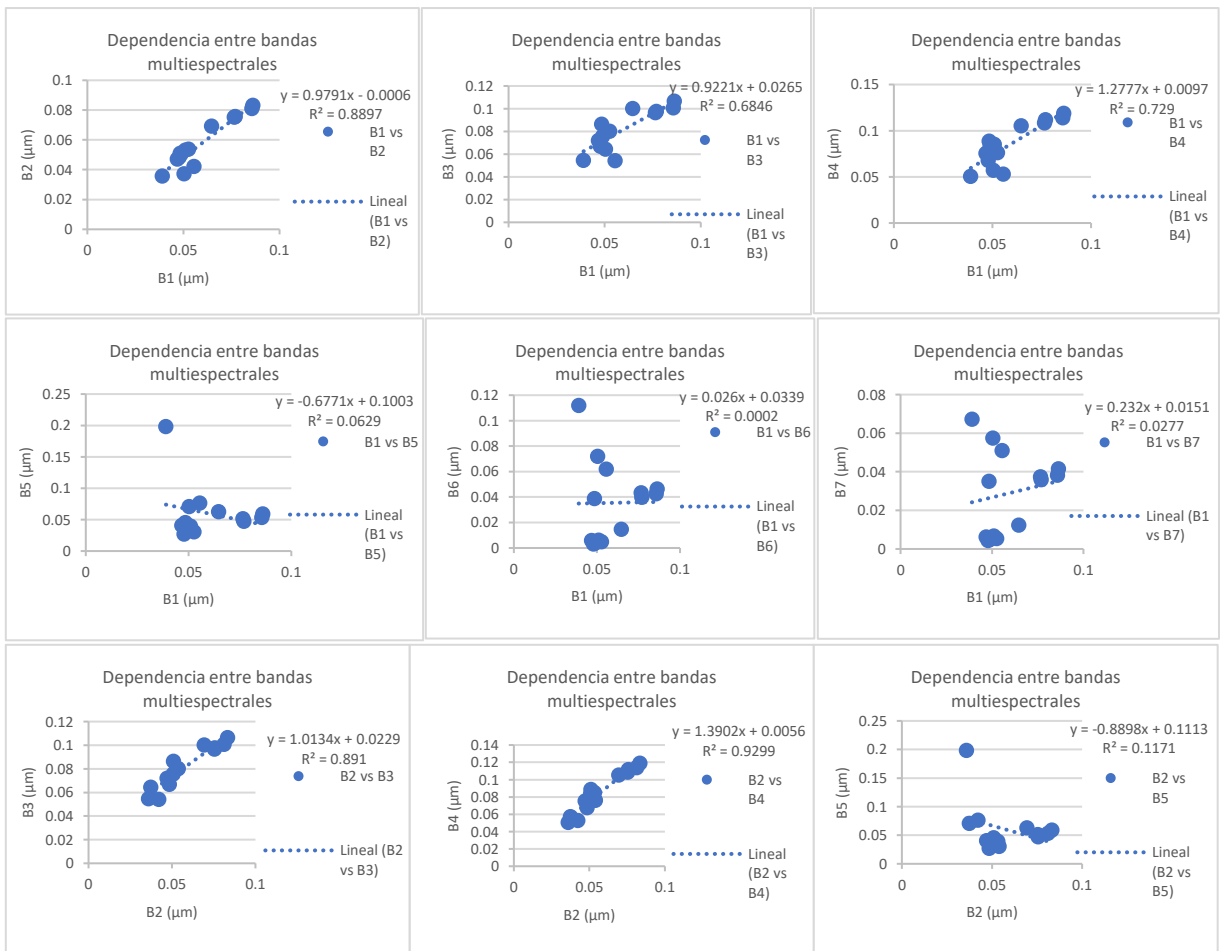 Dependencia entre bandas
multiespectrales
y = 0.9791x - 0.0006
R² = 0.8897
0.1
0.08
0.06
0.04
0.02
0
0
0.05
0.1
B2 (µm)
B1 (µm)
B1 vs
B2
Lineal
(B1 vs
B2)
Dependencia entre bandas
multiespectrales
y = 0.9221x + 0.0265
R² = 0.6846
0.12
0.1
0.08
0.06
0.04
0.02
0
0
0.05
0.1
B3 (µm)
B1 (µm)
B1 vs
B3
Lineal
(B1 vs
B3)
Dependencia entre bandas
multiespectrales
y = 1.2777x + 0.0097
R² = 0.729
0.15
0.1
0.05
0
0
0.05
0.1
B4 (µm)
B1 (µm)
B1 vs
B4
Lineal
(B1 vs
B4)
Dependencia entre bandas
multiespectrales
y = -0.6771x + 0.1003
R² = 0.0629
0.25
0.2
0.15
0.1
0.05
0
0
0.05
0.1
B5 (µm)
B1 (µm)
B1 vs B5
Lineal
(B1 vs
B5)
Dependencia entre bandas
multiespectrales
y = 0.026x + 0.0339
R² = 0.0002
0.12
0.1
0.08
0.06
0.04
0.02
0
0
0.05
0.1
B6 (µm)
B1 (µm)
B1 vs B6
Lineal
(B1 vs
B6)
Dependencia entre bandas
multiespectrales
y = 0.232x + 0.0151
R² = 0.0277
0.08
0.06
0.04
0.02
0
0
0.05
0.1
B7 (µm)
B1 (µm)
B1 vs B7
Lineal (B1
vs B7)
Dependencia entre bandas
multiespectrales
y = 1.0134x + 0.0229
R² = 0.891
0.12
0.1
0.08
0.06
0.04
0.02
0
0
0.05
0.1
B3 (µm)
B2 (µm)
B2 vs B3
Lineal (B2
vs B3)
Dependencia entre bandas
multiespectrales
y = 1.3902x + 0.0056
R² = 0.9299
0.14
0.12
0.1
0.08
0.06
0.04
0.02
0
0
0.05
0.1
B4 (µm)
B2 (µm)
B2 vs
B4
Lineal
(B2 vs
B4)
Dependencia entre bandas
multiespectrales
y = -0.8898x + 0.1113
R² = 0.1171
0.25
0.2
0.15
0.1
0.05
0
0
0.05
0.1
B5 (µm)
B2 (µm)
B2 vs
B5
Lineal
(B2 vs
B5)